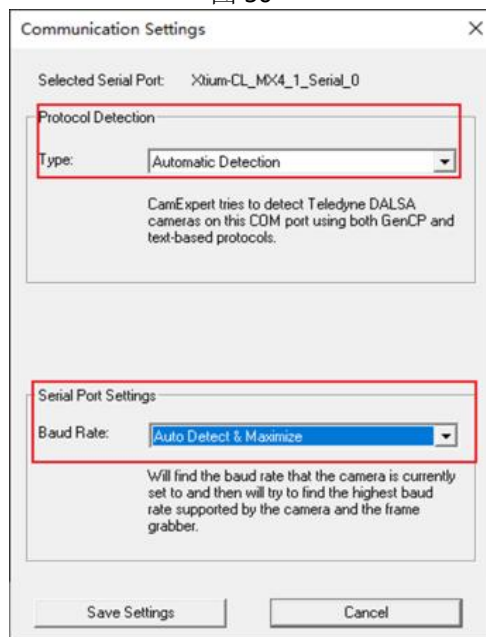 Communication Settings
Selected Serial Port: Xtium-CL_MX4_1_Serial_0
Protocol Detection
Type: Automatic Detection
CamExpert tries to detect Teledyne DALSA
cameras on this COM port using both GenCP and
text-based protocols.
Serial Port Settings
Baud Rate: Auto Detect & Maximize
Will find the baud rate that the camera is currently
set to and then will try to find the highest baud
rate supported by the camera and the frame
grabber.
Save Settings Cancel